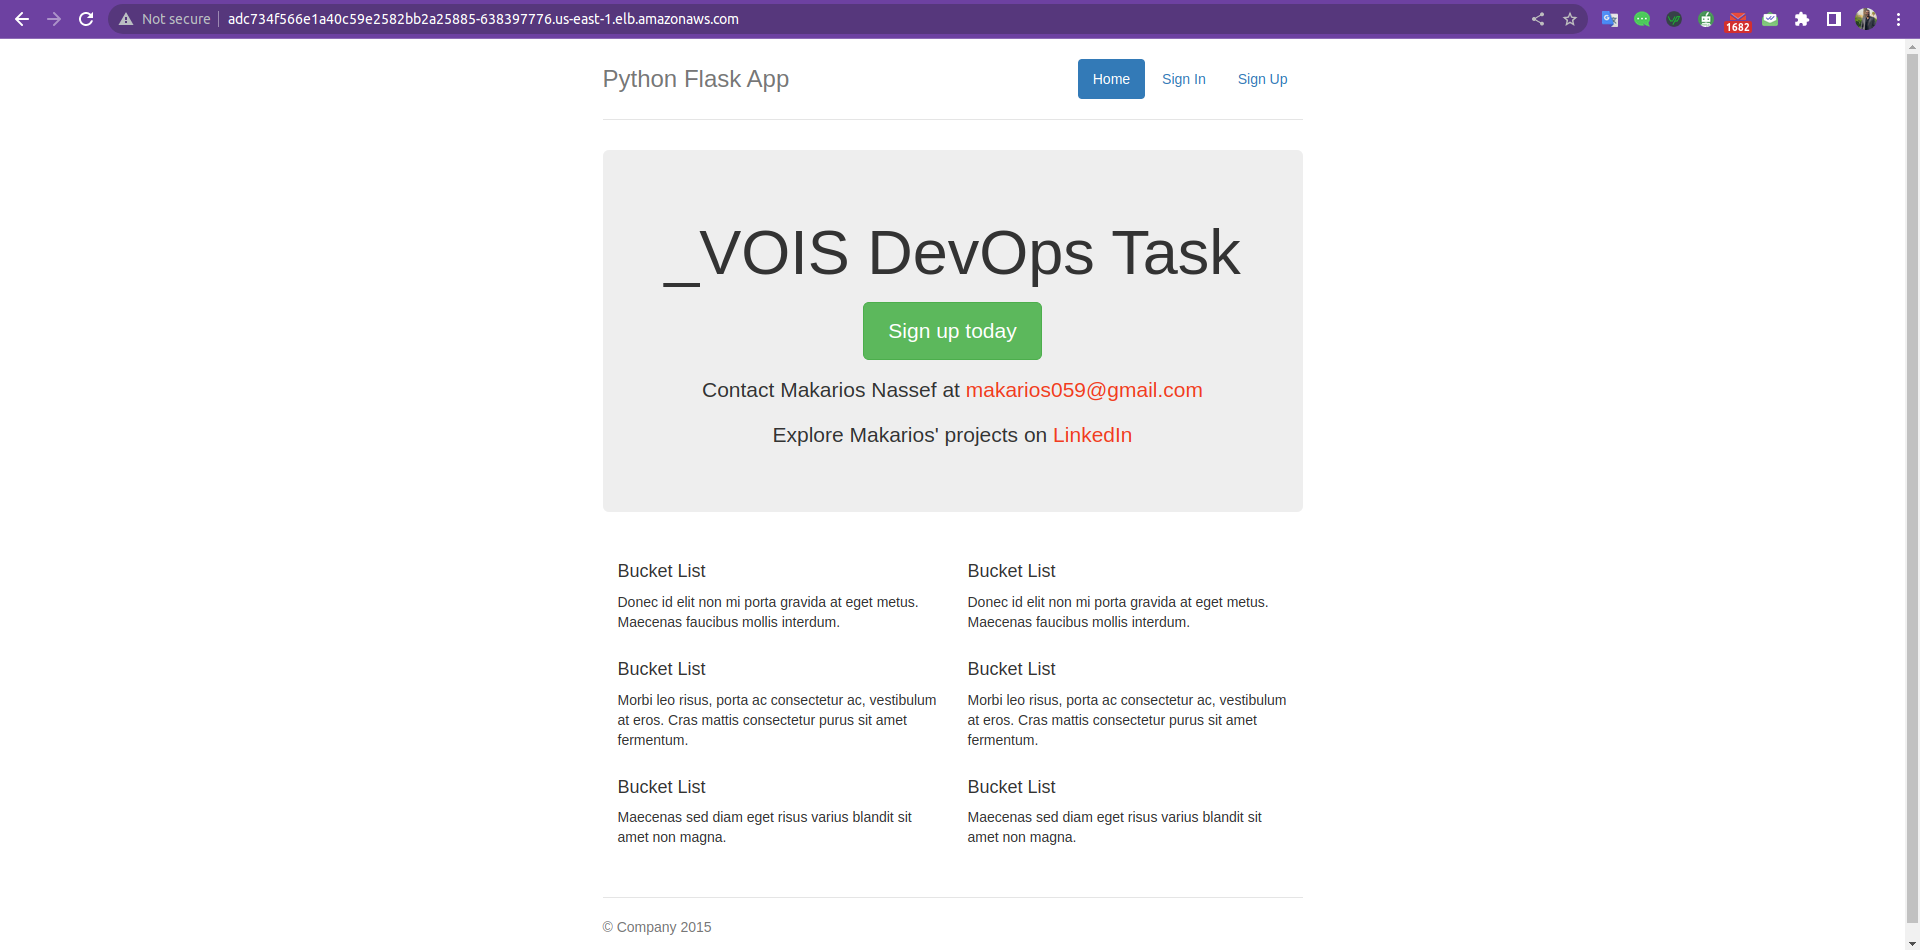 Not secure | adc734f566e1a40c59e2582bb2a25885-638397776.us-east-1.elb.amazonaws.com
1682
Python Flask App
Home Sign In Sign Up
_VOIS DevOps Task
Sign up today
Contact Makarios Nassef at makarios059@gmail.com
Explore Makarios' projects on LinkedIn
Bucket List
Donec id elit non mi porta gravida at eget metus.
Maecenas faucibus mollis interdum.
Bucket List
Morbi leo risus, porta ac consectetur ac, vestibulum
at eros. Cras mattis consectetur purus sit amet
fermentum.
Bucket List
Maecenas sed diam eget risus varius blandit sit
amet non magna.
Bucket List
Donec id elit non mi porta gravida at eget metus.
Maecenas faucibus mollis interdum.
Bucket List
Morbi leo risus, porta ac consectetur ac, vestibulum
at eros. Cras mattis consectetur purus sit amet
fermentum.
Bucket List
Maecenas sed diam eget risus varius blandit sit
amet non magna.
© Company 2015